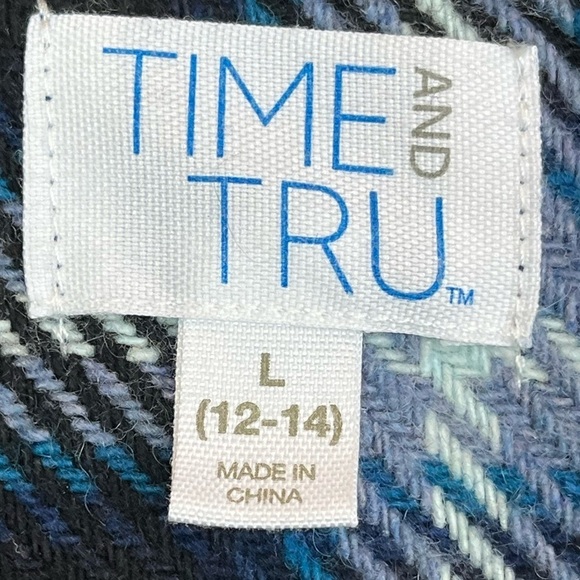 TIME AND
TRU™
L
(12-14)
MADE IN
CHINA